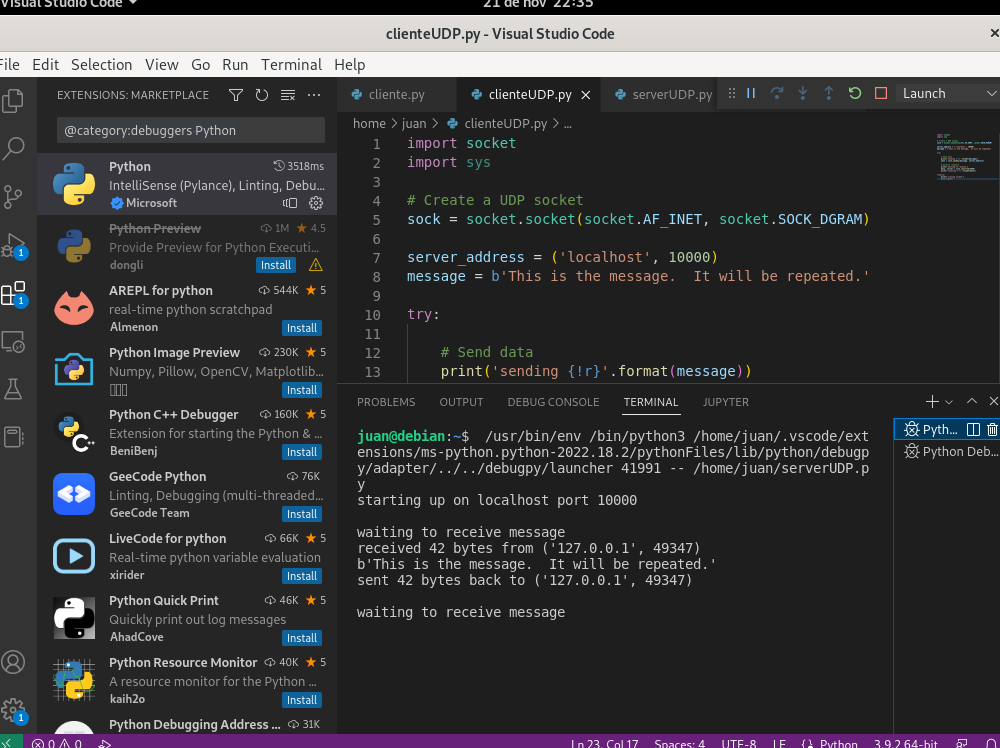 Visual Studio Code
21 de nov 22:35
clienteUDP.py - Visual Studio Code
File Edit Selection View Go Run Terminal Help
EXTENSIONS: MARKETPLACE
@category:debuggers Python
Python 3518ms
IntelliSense (Pylance), Linting, Debu...
Microsoft
Python Preview 1M 4.5
Provide Preview for Python Executi...
dongli Install
AREPL for python 544K 5
real-time python scratchpad
Almenon Install
Python Image Preview 230K 5
Numpy, Pillow, OpenCV, Matplotlib...
Install
Python C++ Debugger 160K 5
Extension for starting the Python & ...
BeniBenj Install
GeeCode Python 76K
Linting, Debugging (multi-threaded...
GeeCode Team Install
LiveCode for python 66K 5
Real-time python variable evaluation
xirider Install
Python Quick Print 46K 5
Quickly print out log messages
AhadCove Install
Python Resource Monitor 40K 5
A resource monitor for the Python ...
kaih2o Install
Python Debugging Address ... 31K
1
1
1
cliente.py clienteUDP.py serverUDP.py Launch
home > juan > clienteUDP.py > ...
1 import socket
2 import sys
3
4 # Create a UDP socket
5 sock = socket.socket(socket.AF_INET, socket.SOCK_DGRAM)
6
7 server_address = ('localhost', 10000)
8 message = b'This is the message.  It will be repeated.'
9
10 try:
11
12 # Send data
13 print('sending {!r}'.format(message))
PROBLEMS OUTPUT DEBUG CONSOLE TERMINAL JUPYTER
juan@debian:~$  /usr/bin/env /bin/python3 /home/juan/.vscode/ext
ensions/ms-python.python-2022.18.2/pythonFiles/lib/python/debugp
y/adapter/../../debugpy/launcher 41991 -- /home/juan/serverUDP.p
y
starting up on localhost port 10000
waiting to receive message
received 42 bytes from ('127.0.0.1', 49347)
b'This is the message.  It will be repeated.'
sent 42 bytes back to ('127.0.0.1', 49347)
waiting to receive message
Pyth...
Python Deb...
0 0 Ln 23, Col 17 Spaces: 4 UTF-8 LF Python 3.9.2 64-bit